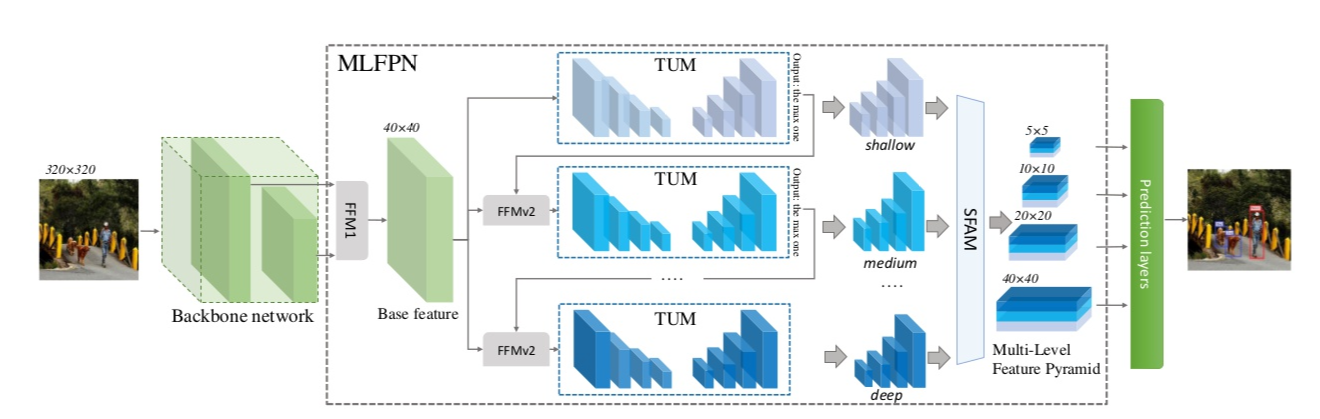 MLFPN
TUM
Output: the max one
40×40
shallow
5×5
320×320
10×10
TUM
Output: the max one
FFM1
FFMv2
SFAM
Prediction layers
20×20
medium
....
....
40×40
Backbone network
Base feature
TUM
FFMv2
Multi-Level
Feature Pyramid
deep